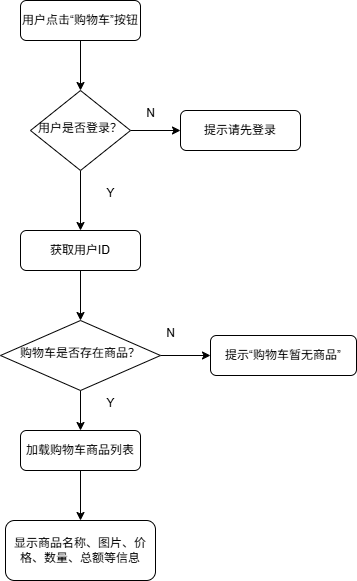 用户点击“购物车”按钮
用户是否登录？
N
提示请先登录
Y
获取用户ID
购物车是否存在商品？
N
提示“购物车暂无商品”
Y
加载购物车商品列表
显示商品名称、图片、价
格、数量、总额等信息